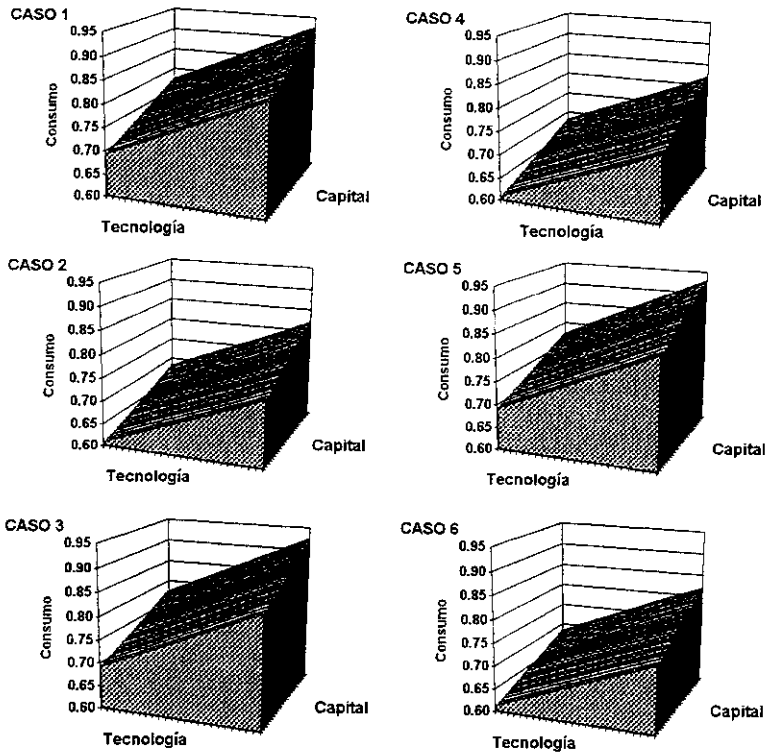 CASO 1
0.95
0.90
0.85
0.80
0.75
0.70
0.65
0.60
Consumo
Tecnología
Capital
CASO 4
0.95
0.90
0.85
0.80
0.75
0.70
0.65
0.60
Consumo
Tecnología
Capital
CASO 2
0.95
0.90
0.85
0.80
0.75
0.70
0.65
0.60
Consumo
Tecnología
Capital
CASO 5
0.95
0.90
0.85
0.80
0.75
0.70
0.65
0.60
Consumo
Tecnología
Capital
CASO 3
0.95
0.90
0.85
0.80
0.75
0.70
0.65
0.60
Consumo
Tecnología
Capital
CASO 6
0.95
0.90
0.85
0.80
0.75
0.70
0.65
0.60
Consumo
Tecnología
Capital